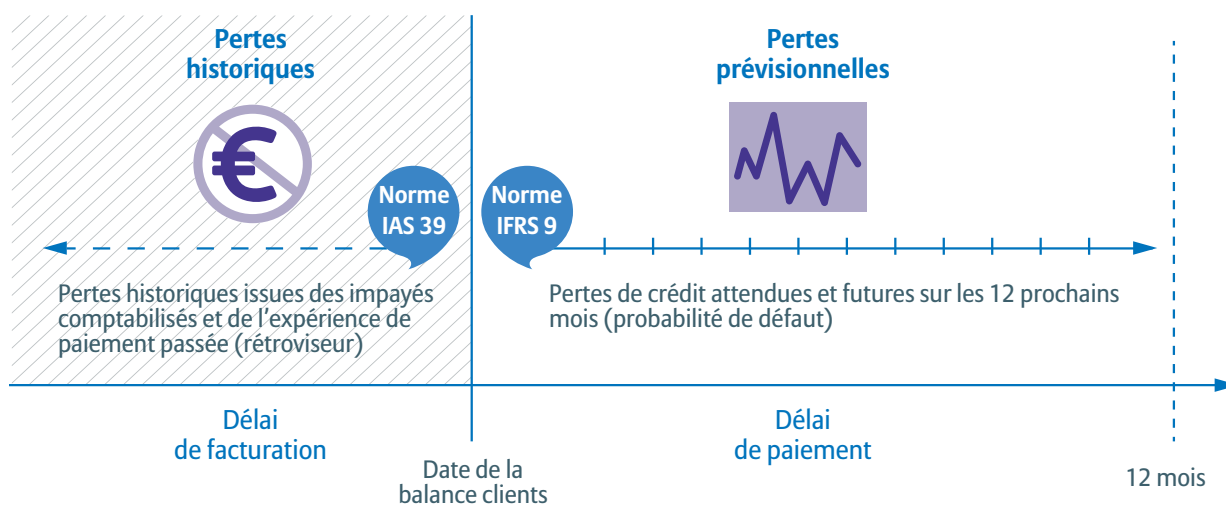 Pertes
historiques
Pertes
prévisionnelles
€
Norme
IAS 39
Norme
IFRS 9
Pertes historiques issues des impayés
comptabilisés et de l’expérience de
paiement passée (rétroviseur)
Pertes de crédit attendues et futures sur les 12 prochains
mois (probabilité de défaut)
Délai
de facturation
Délai
de paiement
Date de la
balance clients
12 mois